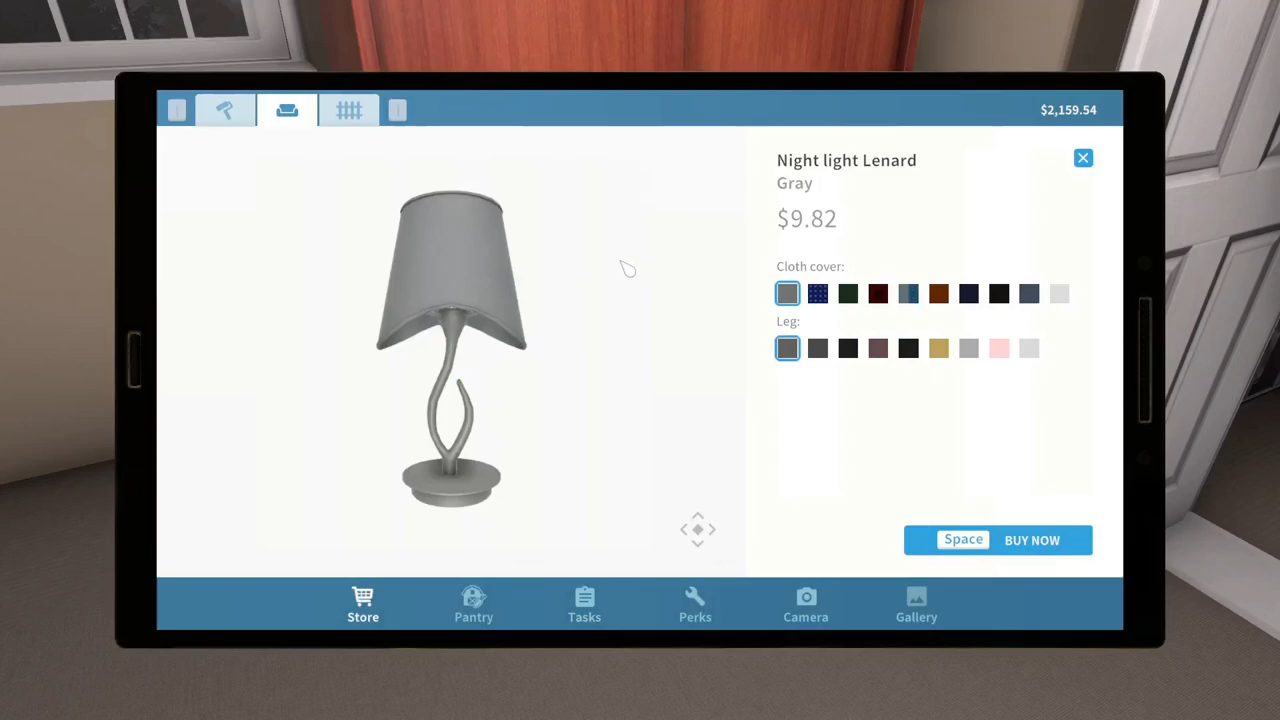 $2,159.54
Night light Lenard
Gray
$9.82
Cloth cover:
Leg:
Space BUY NOW
Store Pantry Tasks Perks Camera Gallery